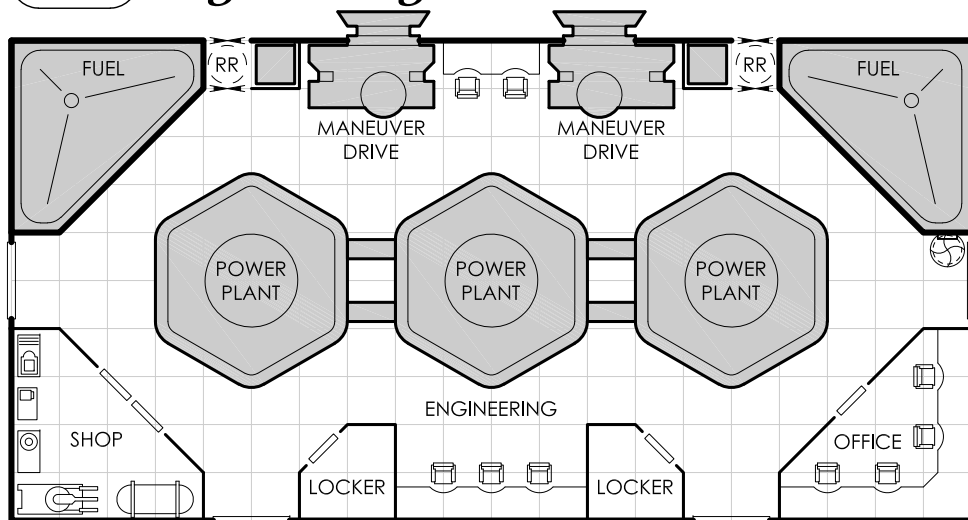 FUEL
RR
RR
FUEL
MANEUVER
DRIVE
MANEUVER
DRIVE
POWER
PLANT
POWER
PLANT
POWER
PLANT
ENGINEERING
SHOP
OFFICE
LOCKER
LOCKER